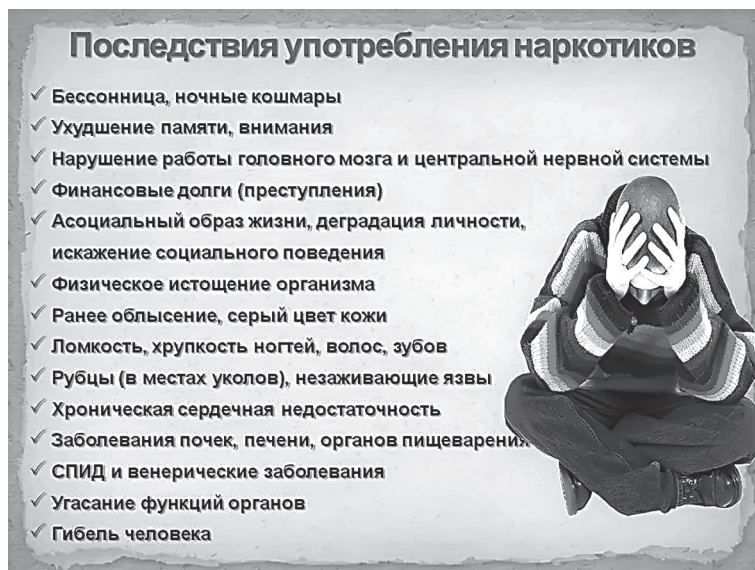 Последствия употребления наркотиков
Бессонница, ночные кошмары
Ухудшение памяти, внимания
Нарушение работы головного мозга и центральной нервной системы
Финансовые долги (преступления)
Асоциальный образ жизни, деградация личности,
искажение социального поведения
Физическое истощение организма
Ранее облысение, серый цвет кожи
Ломкость, хрупкость ногтей, волос, зубов
Рубцы (в местах уколов), незаживающие язвы
Хроническая сердечная недостаточность
Заболевания почек, печени, органов пищеварения
СПИД и венерические заболевания
Угасание функций органов
Гибель человека